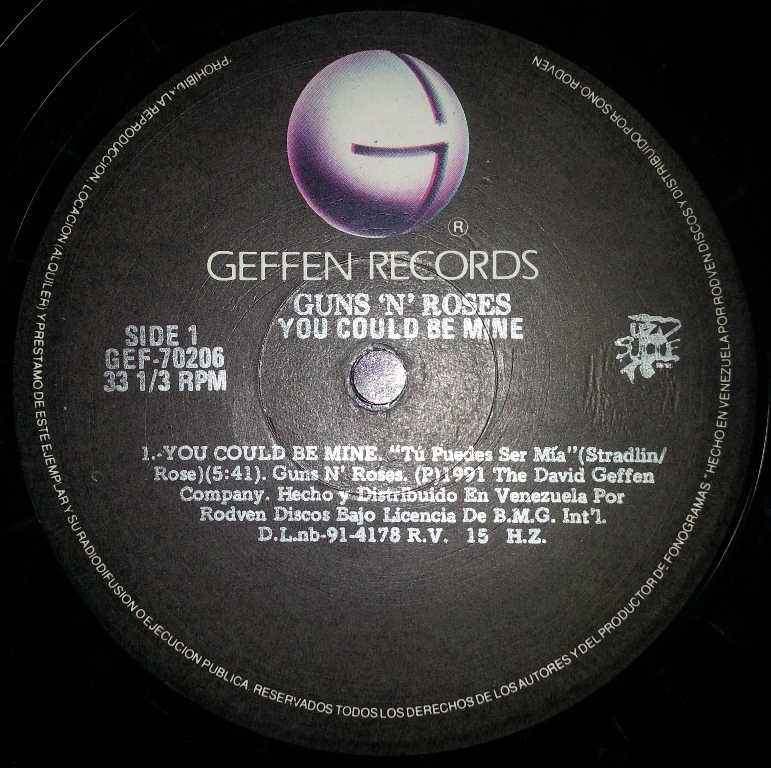 ®
GEFFEN RECORDS
GUNS 'N' ROSES
YOU COULD BE MINE
SIDE 1
GEF-70206
33 1/3 RPM
UZI
SUICIDE
1.-YOU COULD BE MINE. "Tú Puedes Ser Mía"(Stradlin/
Rose)(5:41). Guns N' Roses. (P)1991 The David Geffen
Company. Hecho y Distribuido En Venezuela Por
Rodven Discos Bajo Licencia De B.M.G. Int'l.
D.L.nb-91-4178 R.V. 15 H.Z.
LA REPRODUCCION, LOCACION (ALQUILER) Y PRESTAMO DE ESTE EJEMPLAR Y SU RADIODIFUSION O EJECUCION PUBLICA. RESERVADOS TODOS LOS DERECHOS DE LOS AUTORES Y DEL PRODUCTOR DE FONOGRAMAS · HECHO EN VENEZUELA POR RODVEN DISCOS Y DISTRIBUIDO POR SONO RODVEN